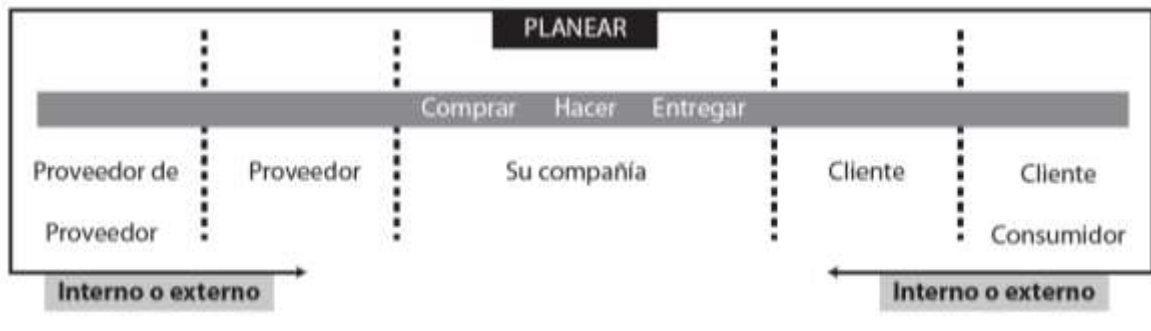 PLANEAR
Comprar Hacer Entregar
Proveedor de Proveedor Su compañía Cliente Cliente
Proveedor Consumidor
Interno o externo Interno o externo